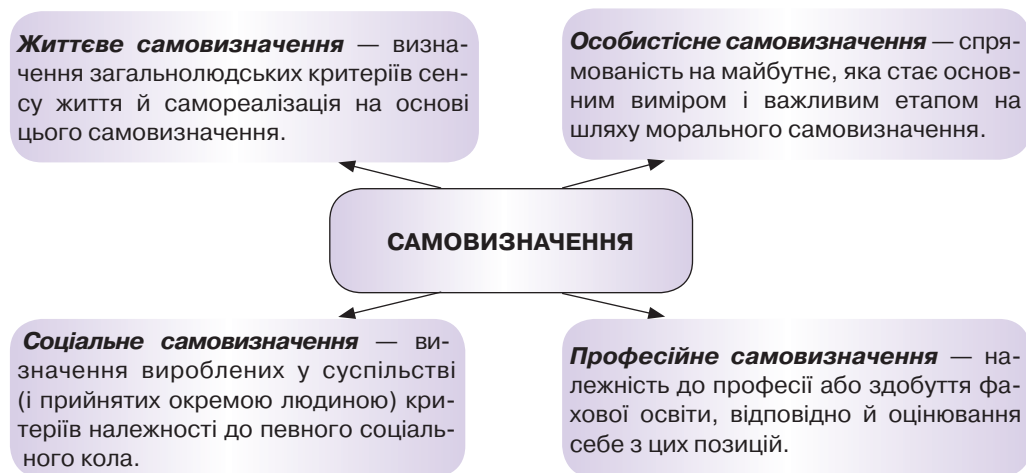 Життєве самовизначення — визна-
чення загальнолюдських критеріїв сен-
су життя й самореалізація на основі
цього самовизначення.
Особистісне самовизначення — спря-
мованість на майбутнє, яка стає основ-
ним виміром і важливим етапом на
шляху морального самовизначення.
САМОВИЗНАЧЕННЯ
Соціальне самовизначення — ви-
значення вироблених у суспільстві
(і прийнятих окремою людиною) кри-
теріїв належності до певного соціаль-
ного кола.
Професійне самовизначення — на-
лежність до професії або здобуття фа-
хової освіти, відповідно й оцінювання
себе з цих позицій.